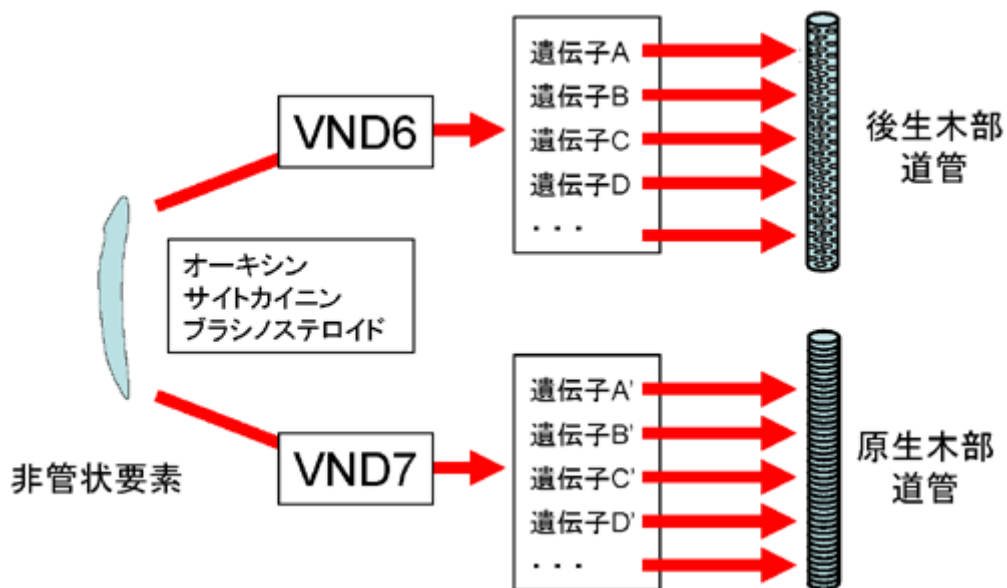 遺伝子A
遺伝子B
遺伝子C
遺伝子D
・・・
VND6
後生木部
道管
オーキシン
サイトカイニン
ブラシノステロイド
非管状要素
VND7
遺伝子A'
遺伝子B'
遺伝子C'
遺伝子D'
・・・
原生木部
道管